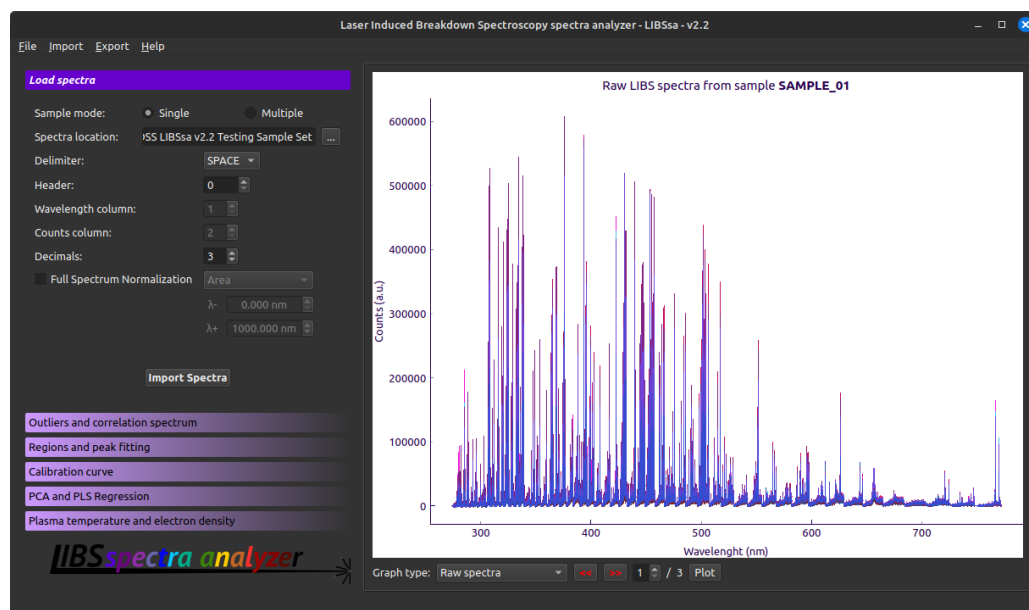 Laser Induced Breakdown Spectroscopy spectra analyzer - LIBSsa - v2.2
File Import Export Help
Load spectra
Sample mode: Single Multiple
Spectra location: OSS LIBSsa v2.2 Testing Sample Set ...
Delimiter: SPACE
Header: 0
Wavelength column: 1
Counts column: 2
Decimals: 3
Full Spectrum Normalization Area
λ- 0.000 nm
λ+ 1000.000 nm
Import Spectra
Outliers and correlation spectrum
Regions and peak fitting
Calibration curve
PCA and PLS Regression
Plasma temperature and electron density
LIBS spectra analyzer
Raw LIBS spectra from sample SAMPLE_01
Counts (a.u.)
600000
500000
400000
300000
200000
100000
0
300 400 500 600 700
Wavelenght (nm)
Graph type: Raw spectra << >> 1 / 3 Plot